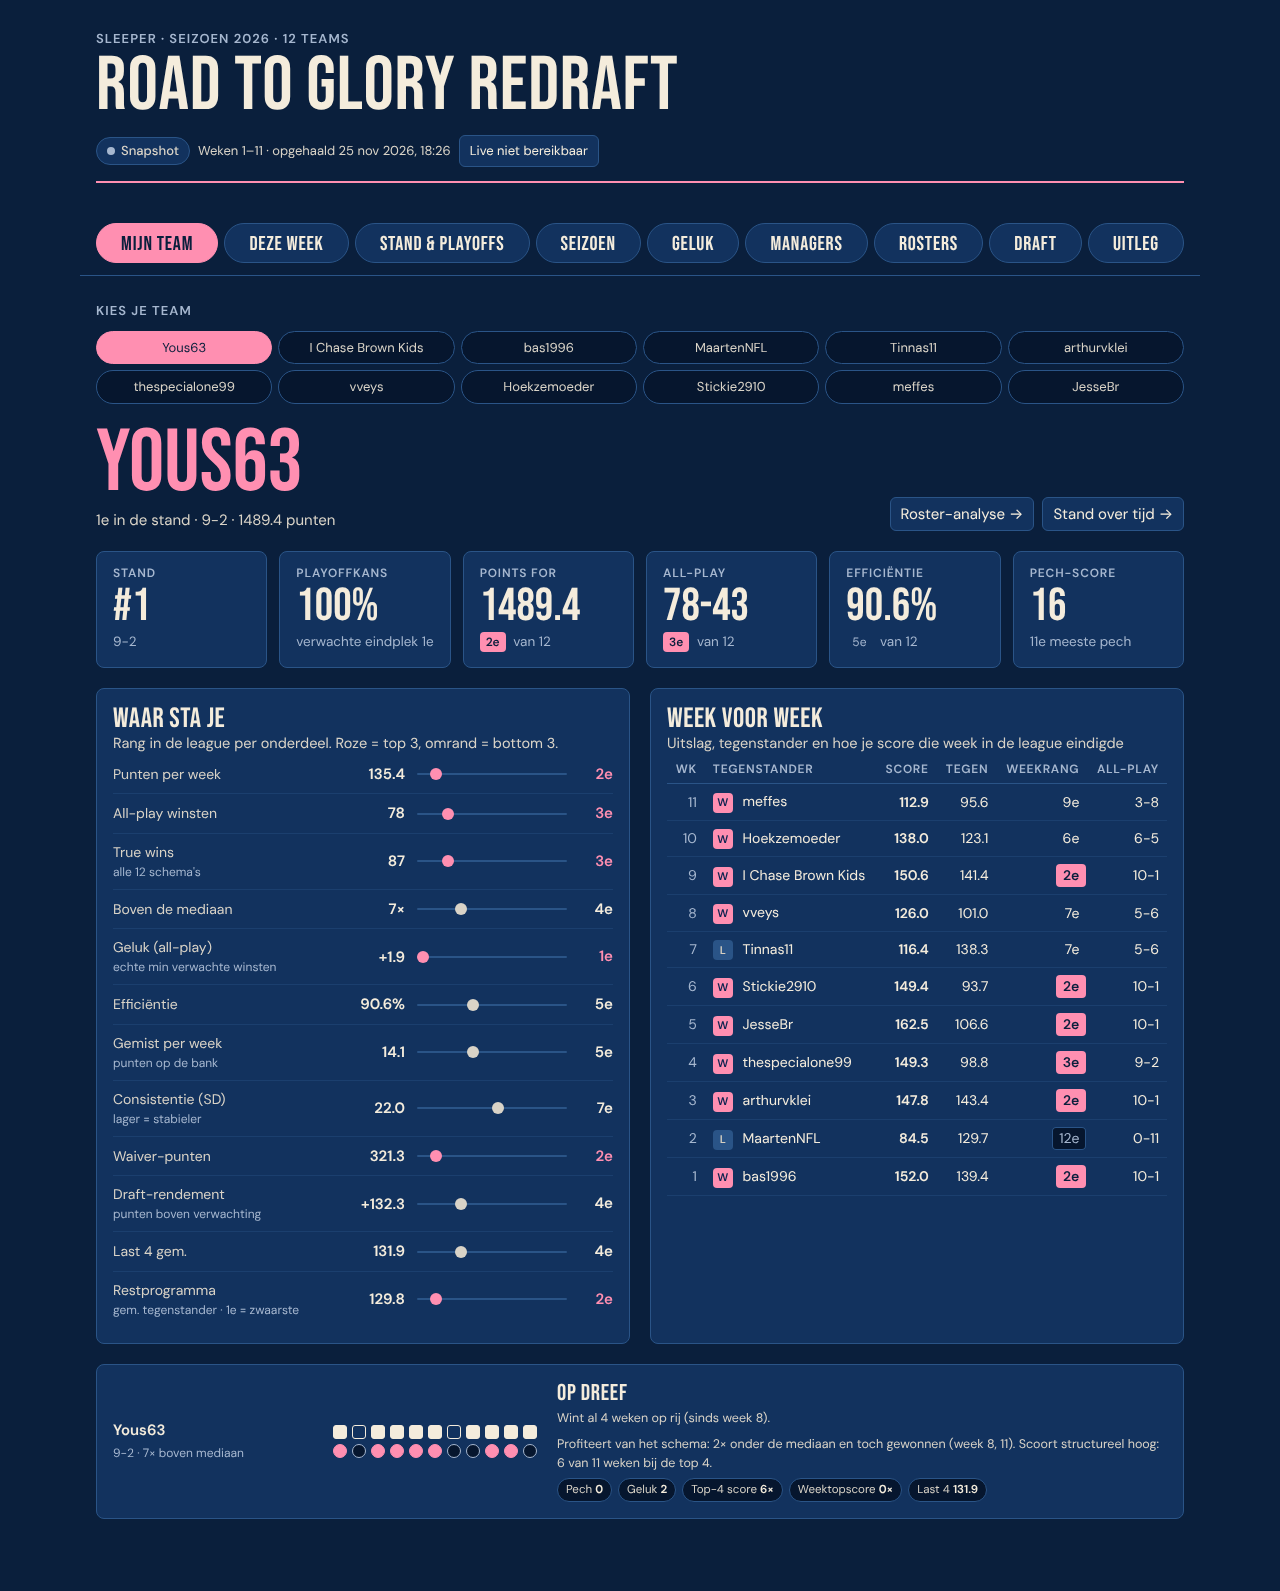 SLEEPER · SEIZOEN 2026 · 12 TEAMS
ROAD TO GLORY REDRAFT
Snapshot Weken 1–11 · opgehaald 25 nov 2026, 18:26 Live niet bereikbaar
MIJN TEAM DEZE WEEK STAND & PLAYOFFS SEIZOEN GELUK MANAGERS ROSTERS DRAFT UITLEG
KIES JE TEAM
Yous63 I Chase Brown Kids bas1996 MaartenNFL Tinnas11 arthurvklei
thespecialone99 vveys Hoekzemoeder Stickie2910 meffes JesseBr
YOUS63
1e in de stand · 9-2 · 1489.4 punten
Roster-analyse → Stand over tijd →
STAND
#1
9-2
PLAYOFFKANS
100%
verwachte eindplek 1e
POINTS FOR
1489.4
2e van 12
ALL-PLAY
78-43
3e van 12
EFFICIËNTIE
90.6%
5e van 12
PECH-SCORE
16
11e meeste pech
WAAR STA JE
Rang in de league per onderdeel. Roze = top 3, omrand = bottom 3.
Punten per week 135.4 2e
All-play winsten 78 3e
True wins 87 3e
alle 12 schema's
Boven de mediaan 7× 4e
Geluk (all-play) +1.9 1e
echte min verwachte winsten
Efficiëntie 90.6% 5e
Gemist per week 14.1 5e
punten op de bank
Consistentie (SD) 22.0 7e
lager = stabieler
Waiver-punten 321.3 2e
Draft-rendement +132.3 4e
punten boven verwachting
Last 4 gem. 131.9 4e
Restprogramma 129.8 2e
gem. tegenstander · 1e = zwaarste
WEEK VOOR WEEK
Uitslag, tegenstander en hoe je score die week in de league eindigde
WK TEGENSTANDER SCORE TEGEN WEEKRANG ALL-PLAY
11 W meffes 112.9 95.6 9e 3-8
10 W Hoekzemoeder 138.0 123.1 6e 6-5
9 W I Chase Brown Kids 150.6 141.4 2e 10-1
8 W vveys 126.0 101.0 7e 5-6
7 L Tinnas11 116.4 138.3 7e 5-6
6 W Stickie2910 149.4 93.7 2e 10-1
5 W JesseBr 162.5 106.6 2e 10-1
4 W thespecialone99 149.3 98.8 3e 9-2
3 W arthurvklei 147.8 143.4 2e 10-1
2 L MaartenNFL 84.5 129.7 12e 0-11
1 W bas1996 152.0 139.4 2e 10-1
Yous63
9-2 · 7× boven mediaan
OP DREEF
Wint al 4 weken op rij (sinds week 8).
Profiteert van het schema: 2× onder de mediaan en toch gewonnen (week 8, 11). Scoort structureel hoog:
6 van 11 weken bij de top 4.
Pech 0 Geluk 2 Top-4 score 6× Weektopscore 0× Last 4 131.9